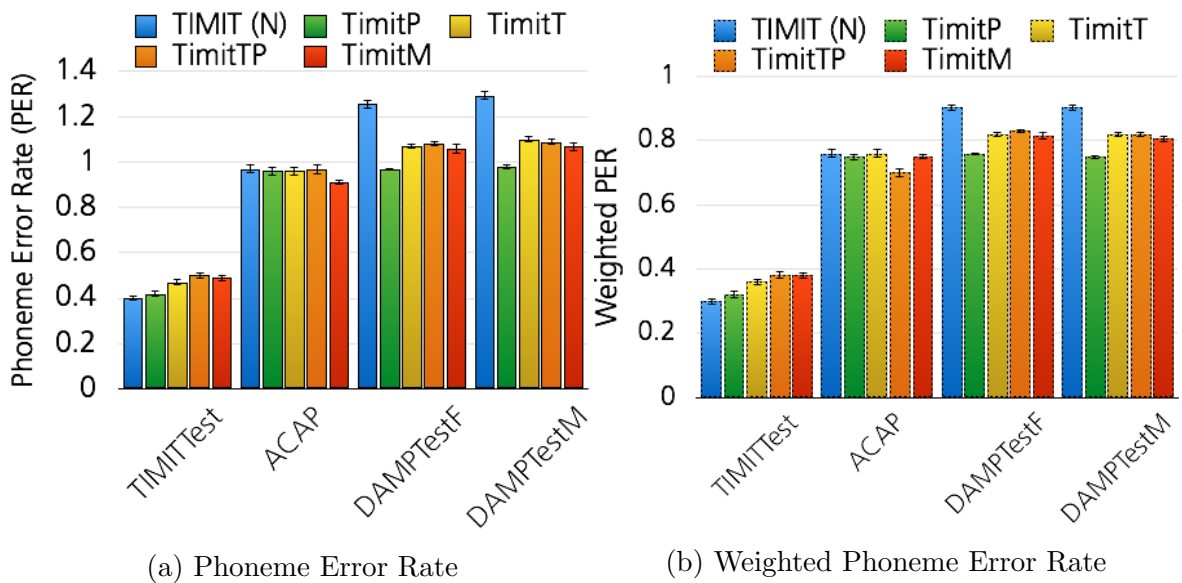 TIMIT (N) TimitP TimitT
TimitTP TimitM
Phoneme Error Rate (PER)
1.4
1.2
1
0.8
0.6
0.4
0.2
0
TIMITTest
ACAP
DAMPTestF
DAMPTestM
(a) Phoneme Error Rate
TIMIT (N) TimitP TimitT
TimitTP TimitM
Weighted PER
1
0.8
0.6
0.4
0.2
0
TIMITTest
ACAP
DAMPTestF
DAMPTestM
(b) Weighted Phoneme Error Rate